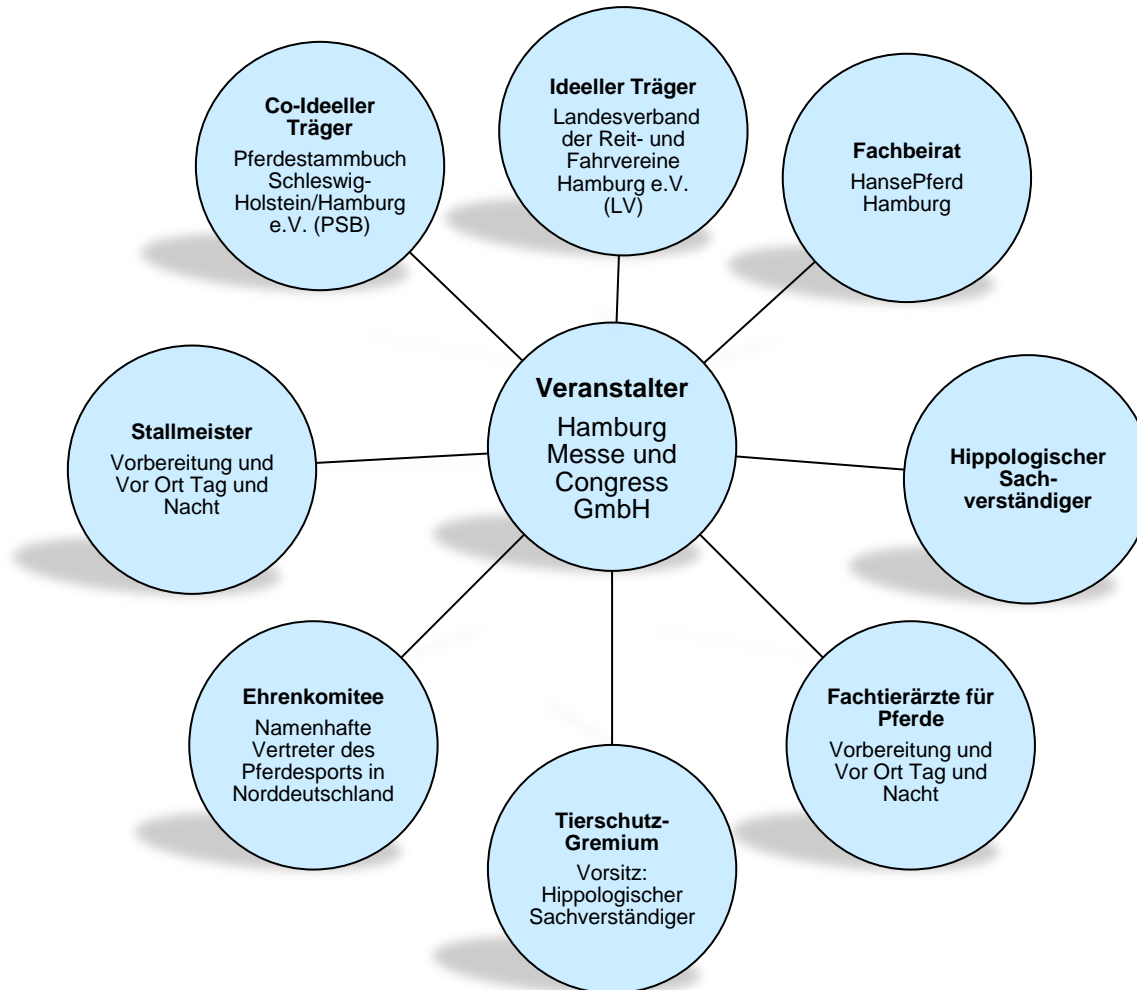 Ideeller Träger
Landesverband
der Reit- und
Fahrvereine
Hamburg e.V.
(LV)
Co-Ideeller
Träger
Pferdestammbuch
Schleswig-
Holstein/Hamburg
e.V. (PSB)
Fachbeirat
HansePferd
Hamburg
Veranstalter
Hamburg
Messe und
Congress
GmbH
Stallmeister
Vorbereitung und
Vor Ort Tag und
Nacht
Hippologischer
Sach-
verständiger
Ehrenkomitee
Namenhafte
Vertreter des
Pferdesports in
Norddeutschland
Fachtierärzte für
Pferde
Vorbereitung und
Vor Ort Tag und
Nacht
Tierschutz-
Gremium
Vorsitz:
Hippologischer
Sachverständiger